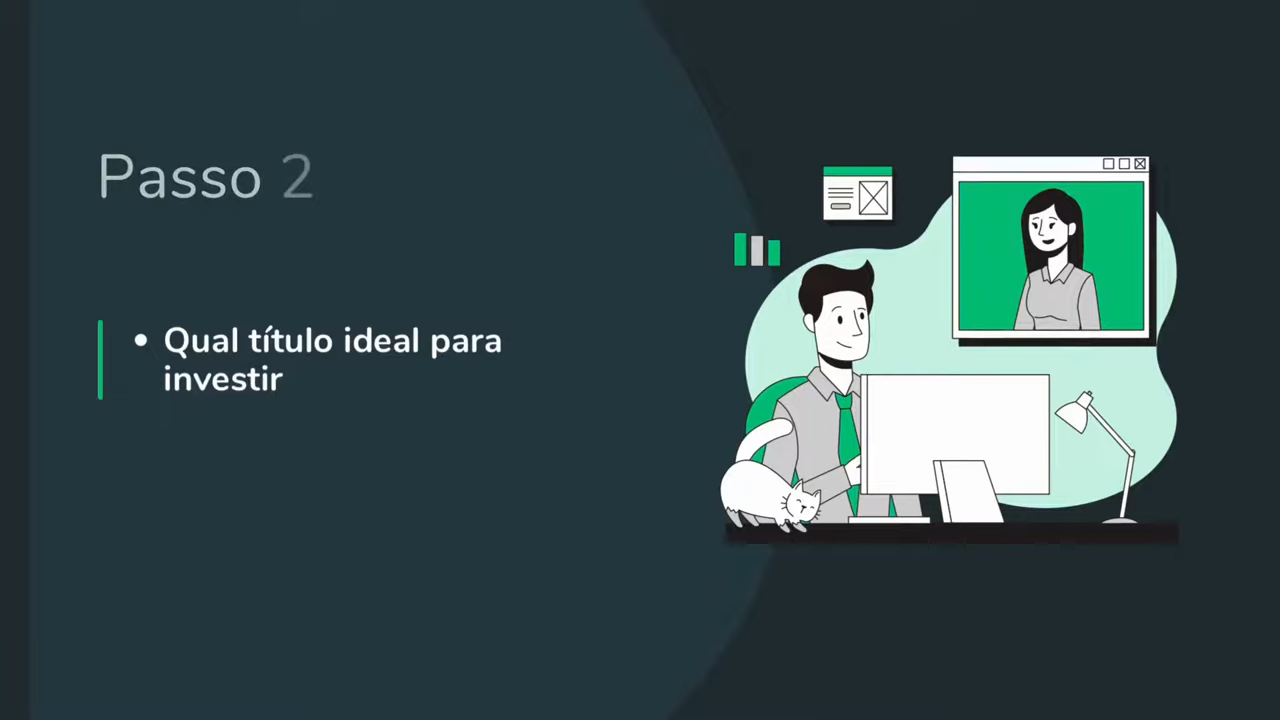 Passo 2
• Qual título ideal para
investir